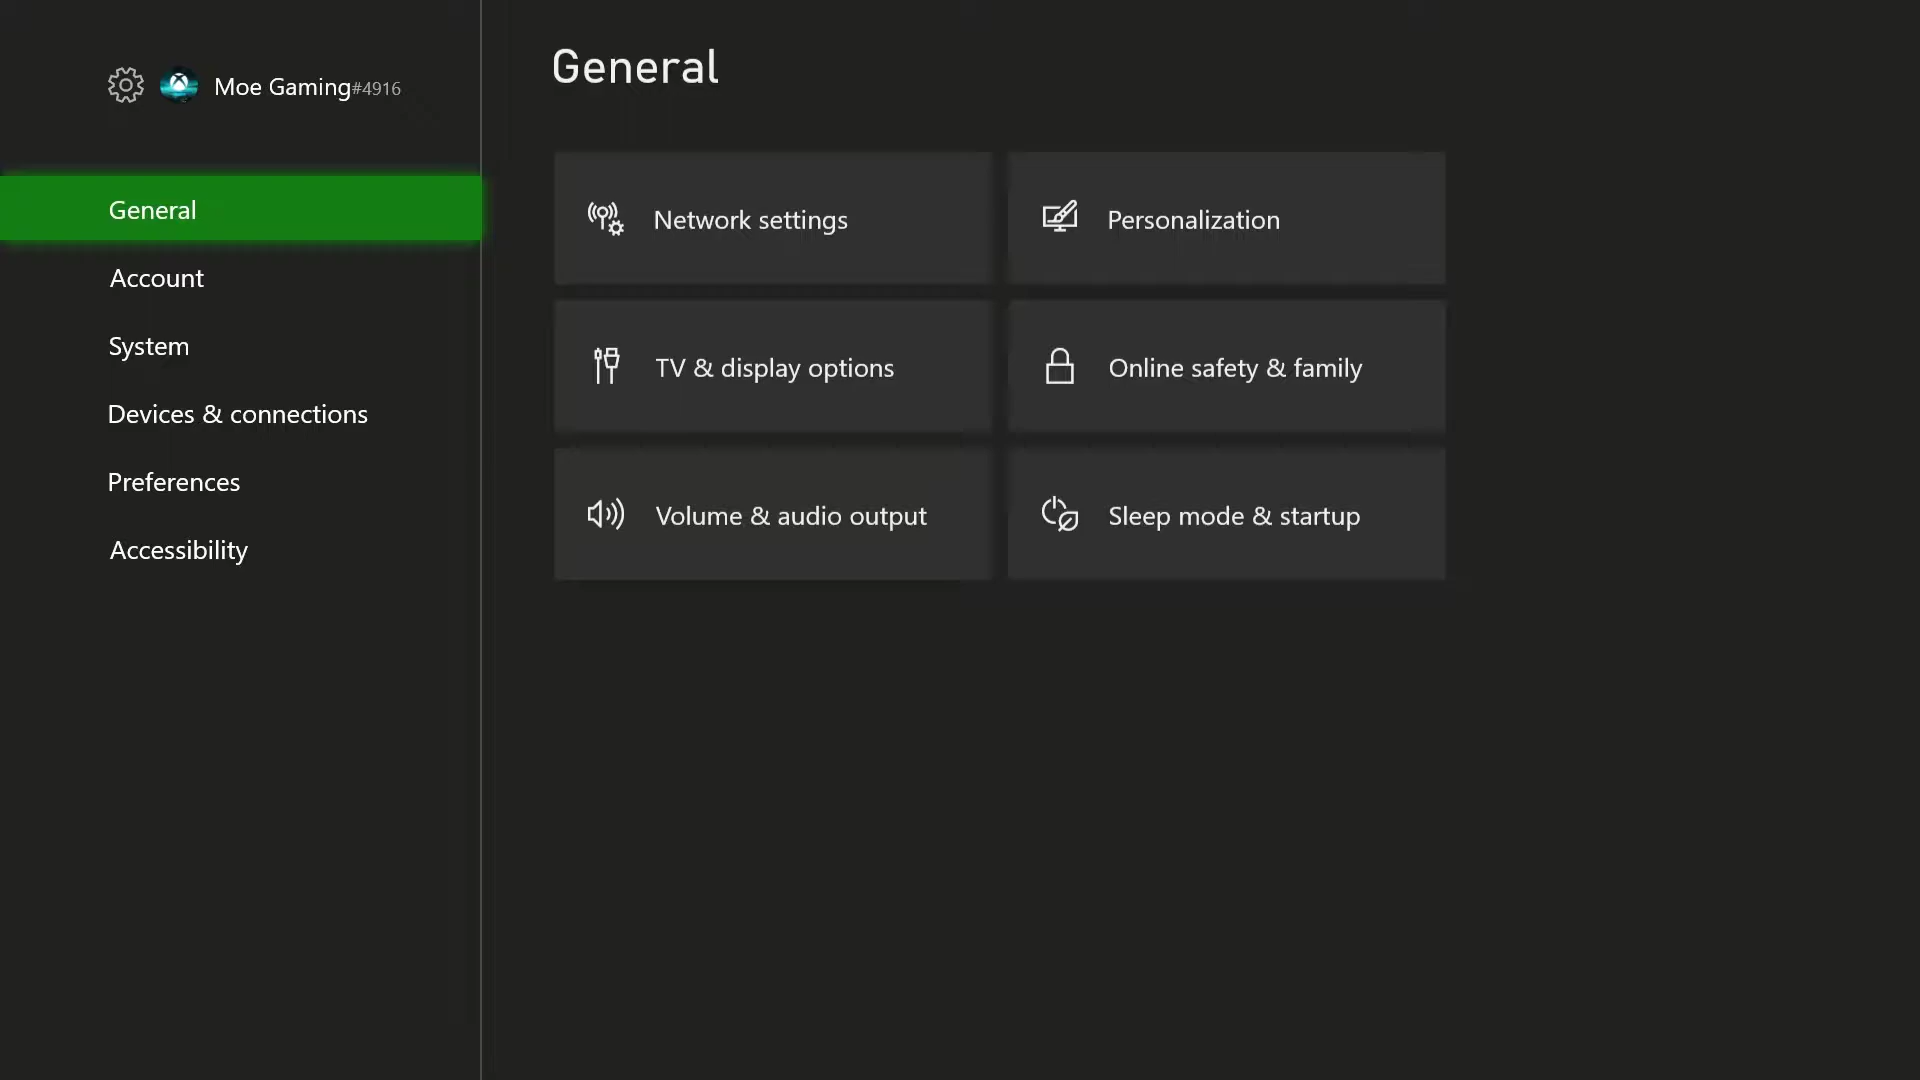 Moe Gaming#4916
General
Account
System
Devices & connections
Preferences
Accessibility
General
Network settings
Personalization
TV & display options
Online safety & family
Volume & audio output
Sleep mode & startup